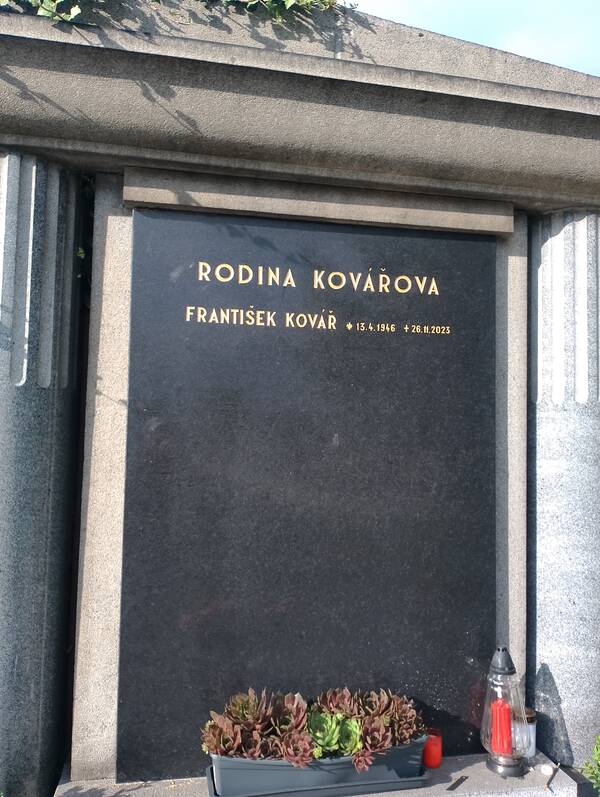 RODINA KOVÁŘOVA
FRANTIŠEK KOVÁŘ * 13.4.1946 † 26.11.2023